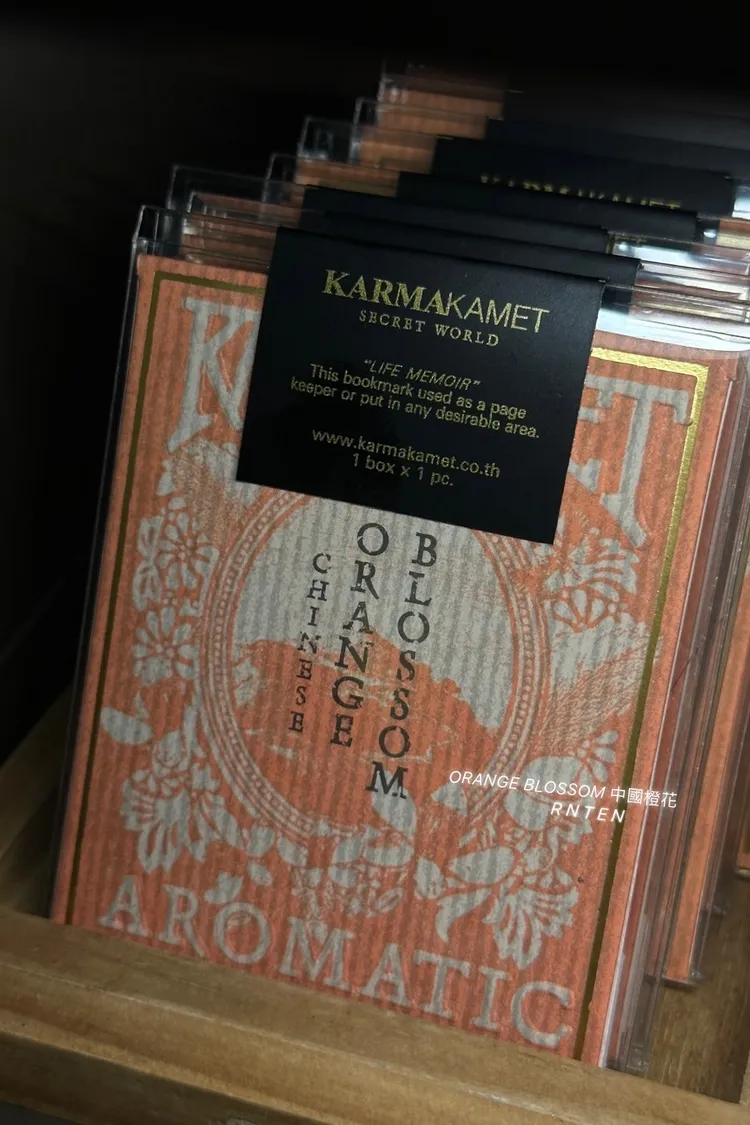 KARMAKAMET
SECRET WORLD
"LIFE MEMOIR"
This bookmark used as a page
keeper or put in any desirable area.
www.karmakamet.co.th
1 box x 1 pc.
CHINESE
ORANGE
BLOSSOM
ORANGE BLOSSOM 中國橙花
RNTEN
AROMATIC